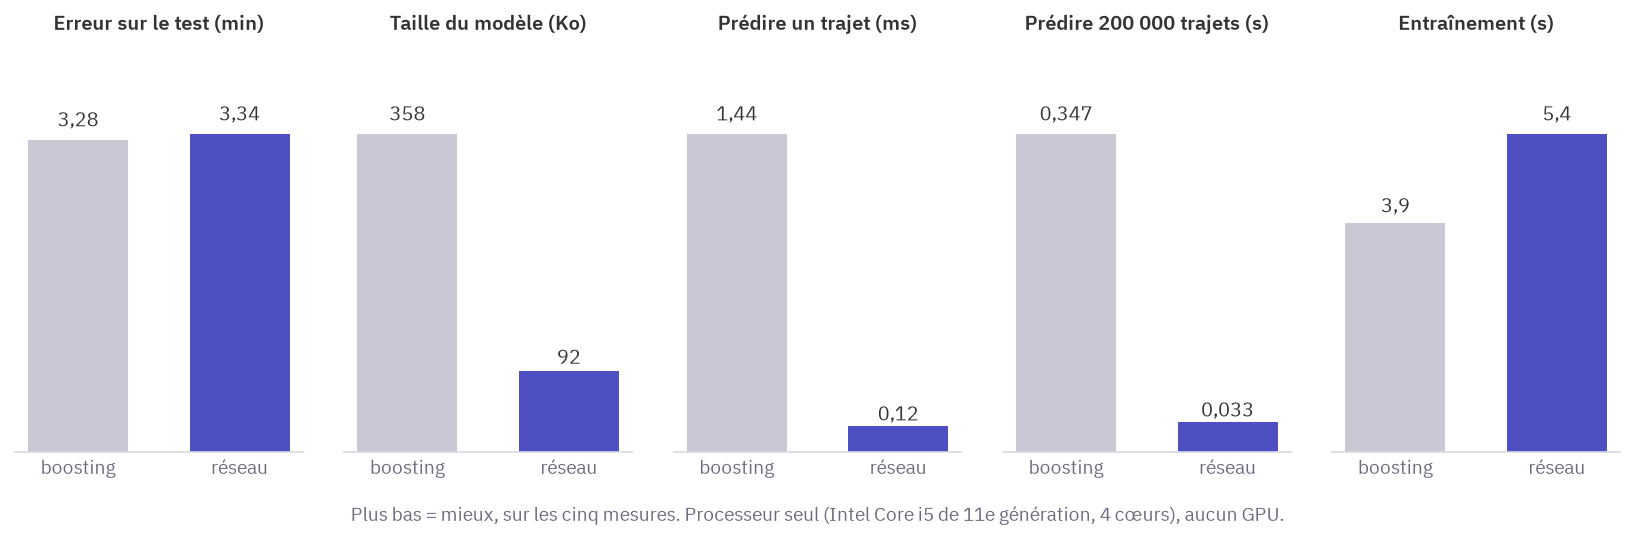 Erreur sur le test (min)
3,28
3,34
boosting
réseau
Taille du modèle (Ko)
358
92
boosting
réseau
Prédire un trajet (ms)
1,44
0,12
boosting
réseau
Prédire 200 000 trajets (s)
0,347
0,033
boosting
réseau
Entraînement (s)
3,9
5,4
boosting
réseau
Plus bas = mieux, sur les cinq mesures. Processeur seul (Intel Core i5 de 11e génération, 4 cœurs), aucun GPU.